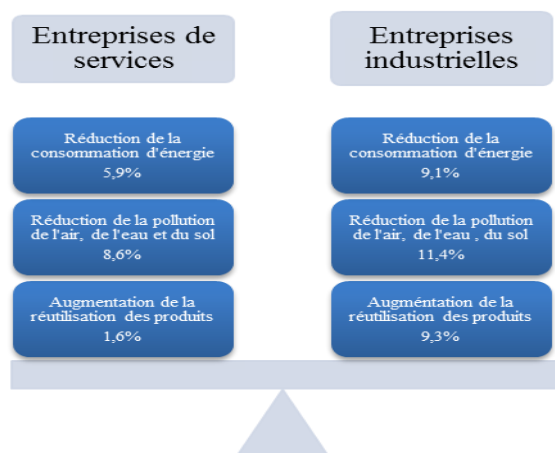 Entreprises de
services
Réduction de la
consommation d'énergie
5,9%
Réduction de la pollution
de l'air, de l'eau et du sol
8,6%
Augmentation de la
réutilisation des produits
1,6%
Entreprises
industrielles
Réduction de la
consommation d'énergie
9,1%
Réduction de la pollution
de l'air, de l'eau , du sol
11,4%
Augméntation de la
réutrilisation des produits
9,3%